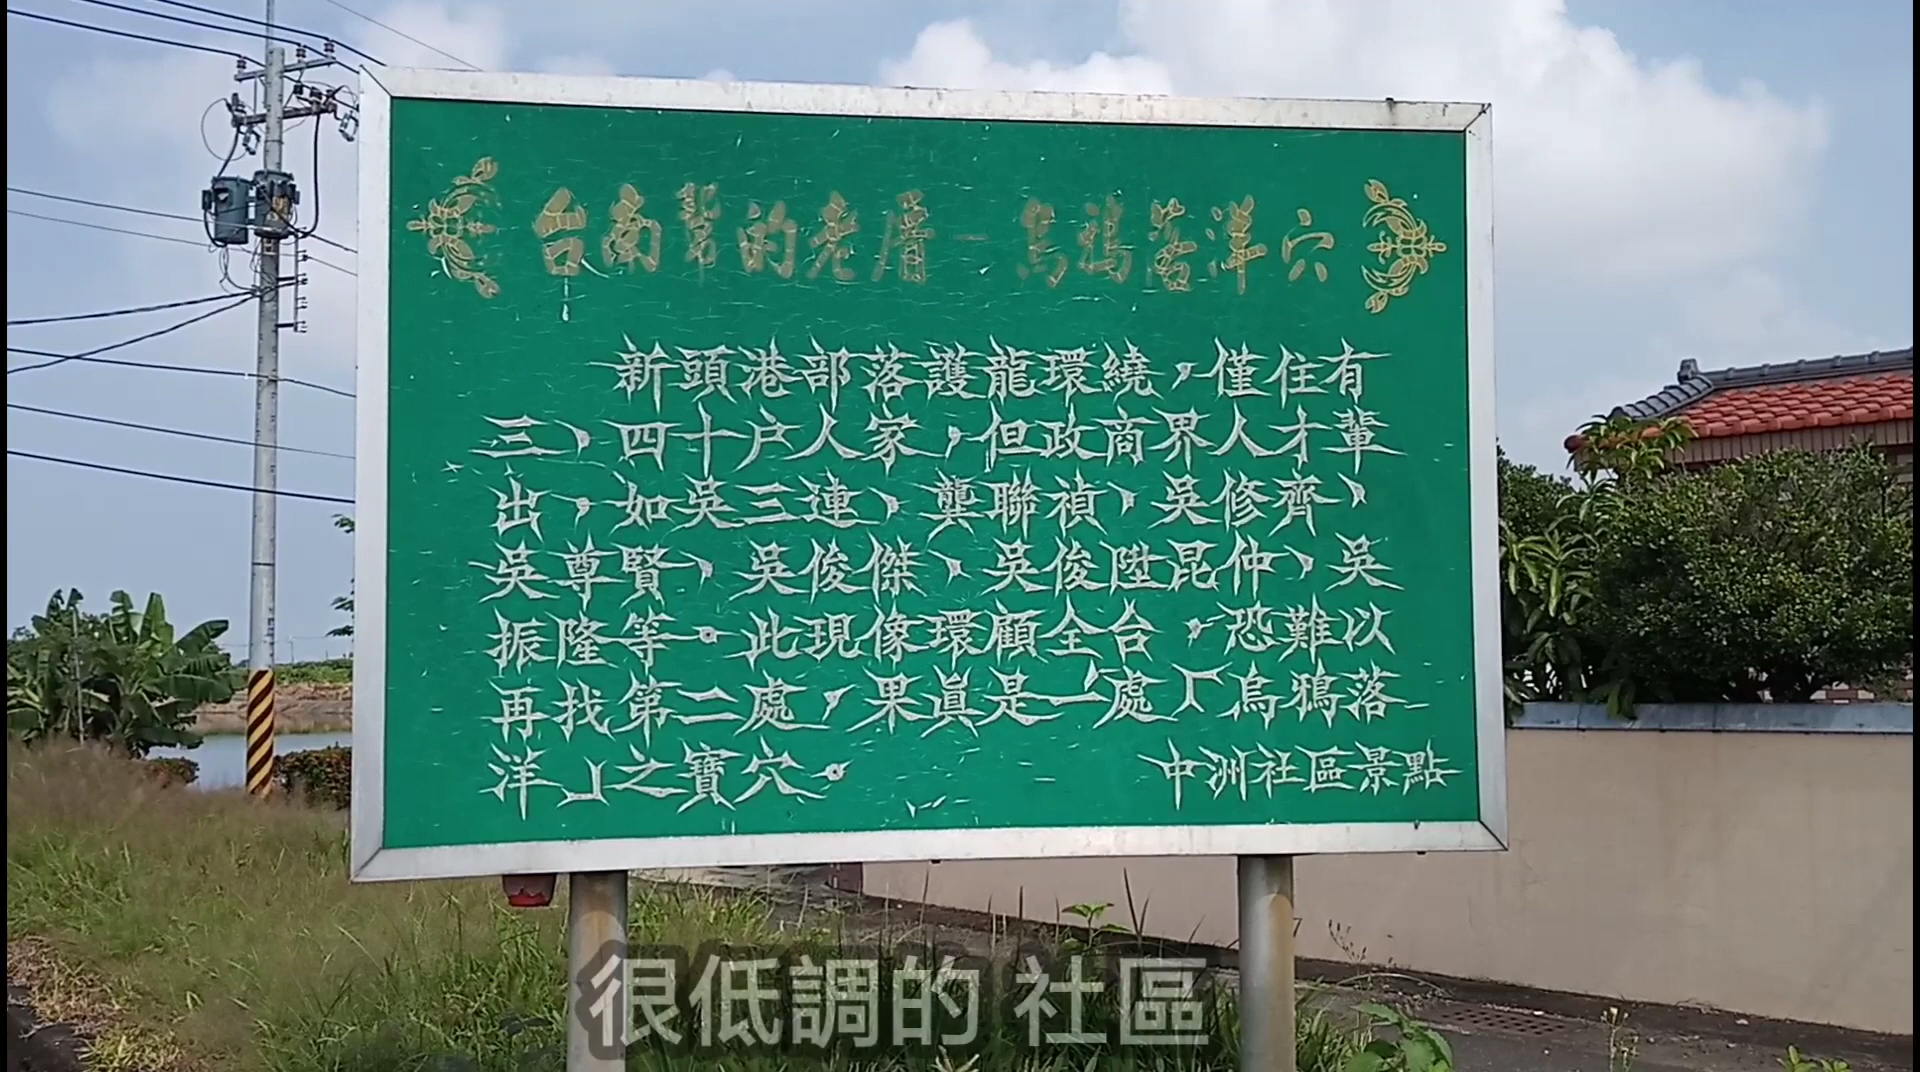 台南幫的老厝－烏鴉落洋穴
新頭港部落護龍環繞，僅住有
三、四十户人家，但政商界人才輩
出，如吳三連、龔聯禎、吳修齊、
吳尊賢、吳俊傑、吳俊陞昆仲、吳
振隆等。此現像環顧全台，恐難以
再找第二處，果真是一處「烏鴉落
洋」之寶穴。
中洲社區景點
很低調的 社區